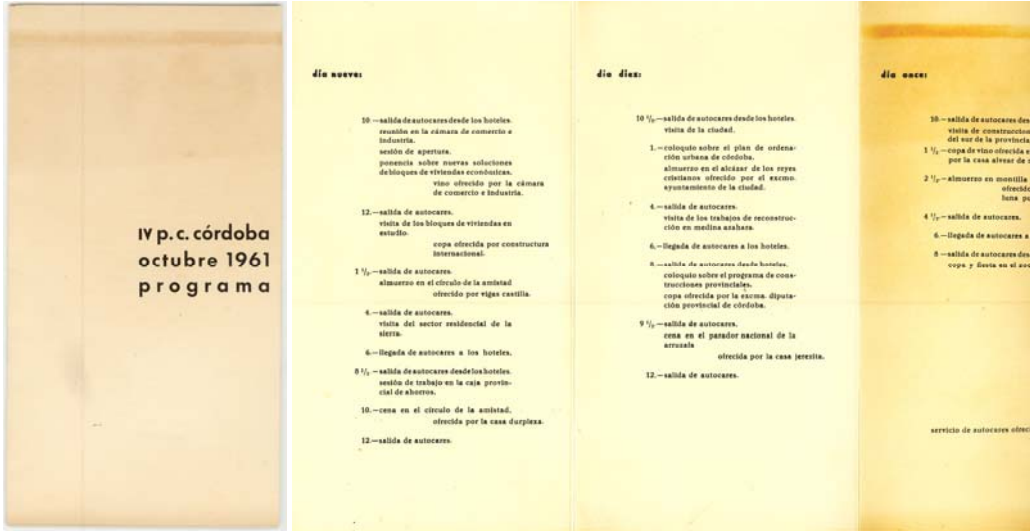 IV p. c. córdoba
octubre 1961
programa
día nueve:
10.—salida de autocares desde los hoteles.
reunión en la cámara de comercio e
industria.
sesión de apertura.
ponencia sobre nuevas soluciones
de bloques de viviendas económicas.
vino ofrecido por la cámara
de comercio e industria.
12.—salida de autocares.
visita de los bloques de viviendas en
estudio.
copa ofrecida por constructora
internacional.
1 1/2.—salida de autocares.
almuerzo en el círculo de la amistad
ofrecido por vigas castilla.
4.—salida de autocares.
visita del sector residencial de la
sierra.
6.—llegada de autocares a los hoteles.
8 1/2.—salida de autocares desde los hoteles.
sesión de trabajo en la caja provin-
cial de ahorros.
10.—cena en el círculo de la amistad.
ofrecida por la casa durplexa.
12.—salida de autocares.
día diez:
10 1/2.—salida de autocares desde los hoteles.
visita de la ciudad.
1.—coloquio sobre el plan de ordena-
ción urbana de córdoba.
almuerzo en el alcázar de los reyes
cristianos ofrecido por el excmo.
ayuntamiento de la ciudad.
4.—salida de autocares.
visita de los trabajos de reconstruc-
ción en medina azahara.
6.—llegada de autocares a los hoteles.
8.—salida de autocares desde hoteles.
coloquio sobre el programa de cons-
trucciones provinciales.
copa ofrecida por la excma. diputa-
ción provincial de córdoba.
9 1/2.—salida de autocares.
cena en el parador nacional de la
arruzafa
ofrecida por la casa jerezita.
12.—salida de autocares.
día once:
10.—salida de autocares des
visita de construccion
del sur de la provincia
1 1/2.—copa de vino ofrecida e
por la casa alvear de
2 1/2.—almuerzo en montilla
ofrecido
luna
4 1/2.—salida de autocares.
6.—llegada de autocares a
8.—salida de autocares des
copa y fiesta en el
servicio de autocares ofreci